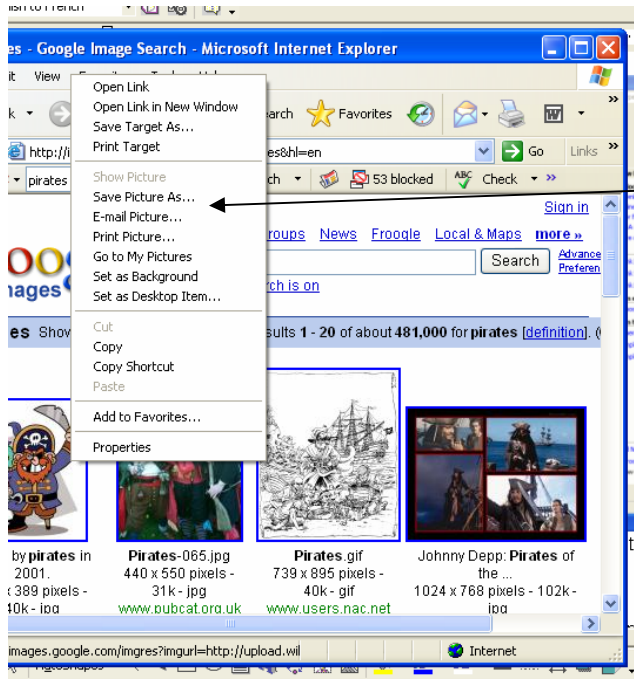 ish to French
es - Google Image Search - Microsoft Internet Explorer
it View
k Search Favorites
http://i es&hl=en Go Links »
pirates ch 53 blocked Check »
Open Link
Open Link in New Window
Save Target As...
Print Target
Show Picture
Save Picture As...
E-mail Picture...
Print Picture...
Go to My Pictures
Set as Background
Set as Desktop Item...
Cut
Copy
Copy Shortcut
Paste
Add to Favorites...
Properties
Sign in
roups News Froogle Local & Maps more »
Search Advance
Preferen
rch is on
mages
es Show sults 1 - 20 of about 481,000 for pirates [definition]. (
by pirates in
2001.
x 389 pixels -
40k - jpg
Pirates-065.jpg
440 x 550 pixels -
31k - jpg
www.pubcat.org.uk
Pirates.gif
739 x 895 pixels -
40k - gif
www.users.nac.net
Johnny Depp: Pirates of
the ...
1024 x 768 pixels - 102k -
jpg
images.google.com/imgres?imgurl=http://upload.wil Internet
AutoShapes